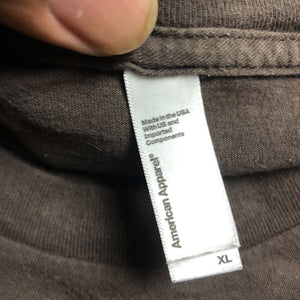 Made in the USA
With US and
Imported
Components
American Apparel®
XL